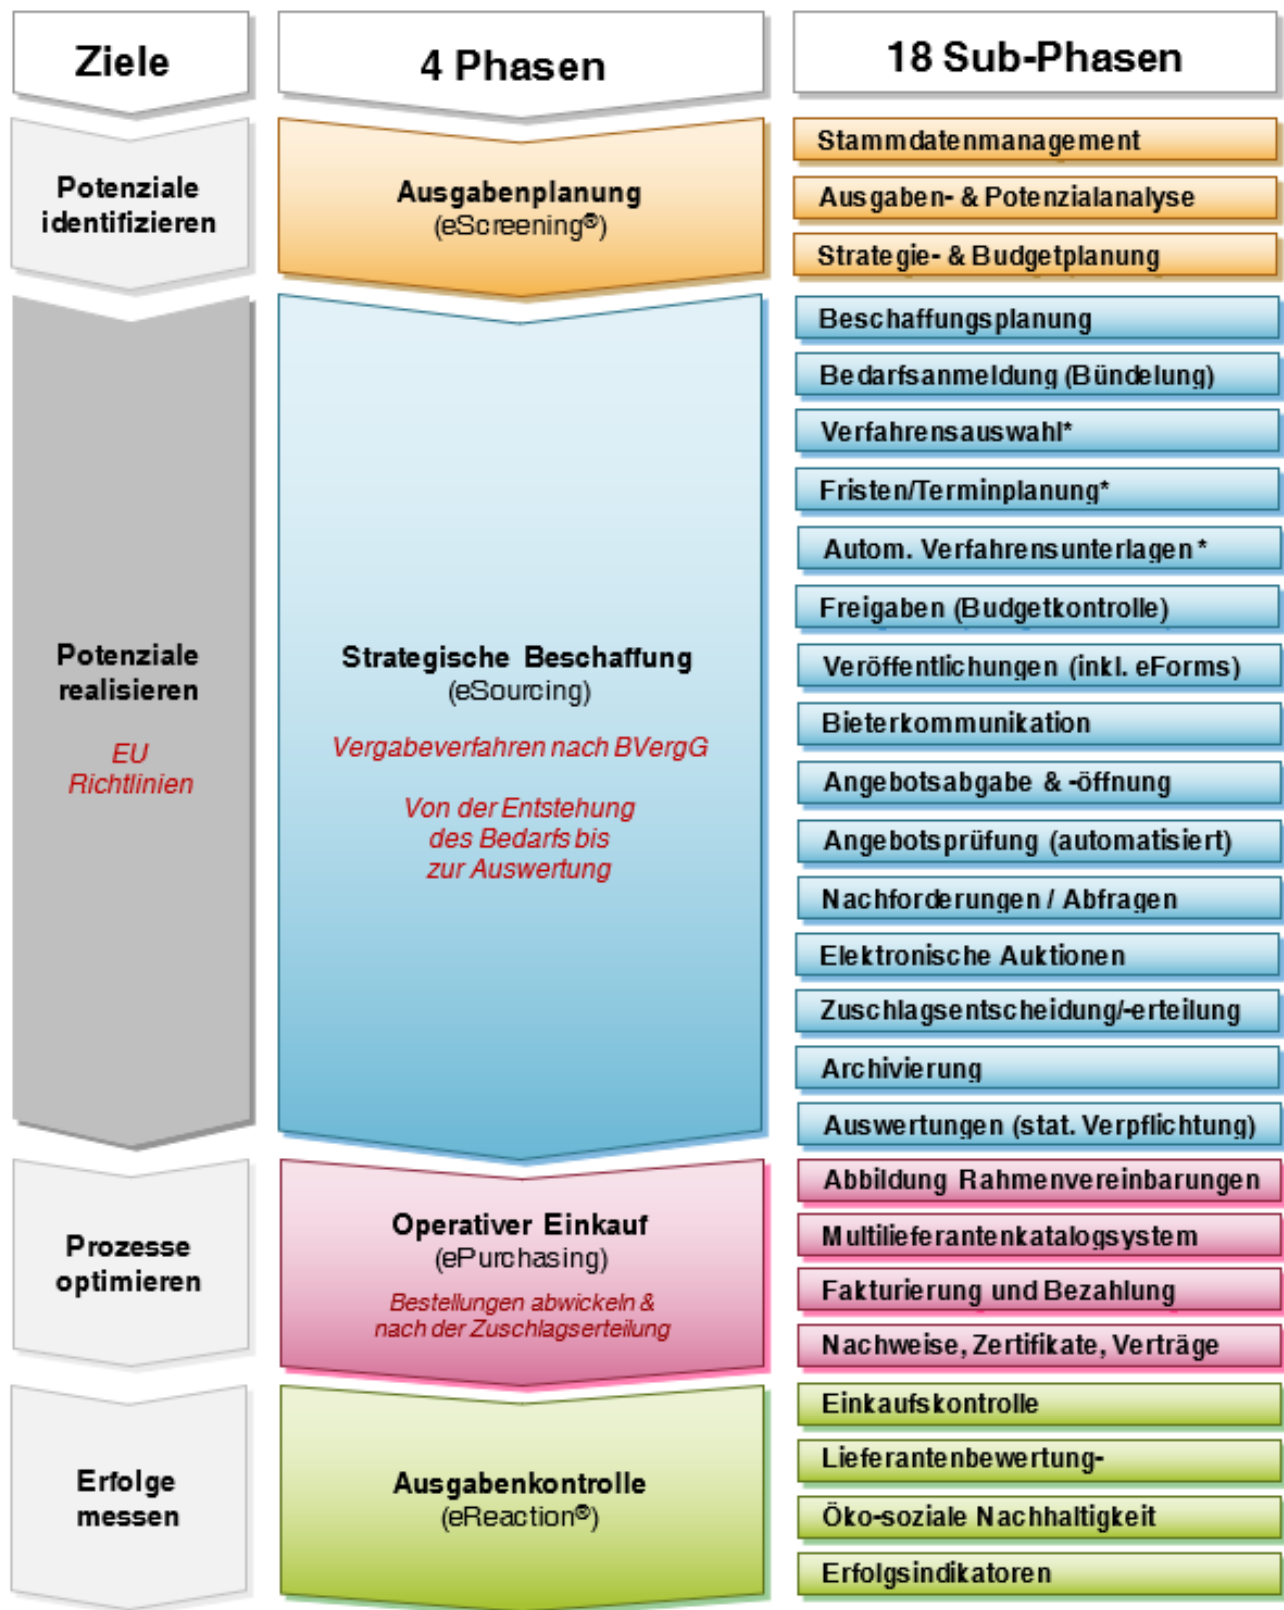 Ziele
4 Phasen
18 Sub-Phasen
Potenziale
identifizieren
Ausgabenplanung
(eScreening®)
Stammdatenmanagement
Ausgaben- & Potenzialanalyse
Strategie- & Budgetplanung
Potenziale
realisieren
EU
Richtlinien
Strategische Beschaffung
(eSourcing)
Vergabeverfahren nach BVergG
Von der Entstehung
des Bedarfs bis
zur Auswertung
Beschaffungsplanung
Bedarfsanmeldung (Bündelung)
Verfahrensauswahl*
Fristen/Terminplanung*
Autom. Verfahrensunterlagen*
Freigaben (Budgetkontrolle)
Veröffentlichungen (inkl. eForms)
Bieterkommunikation
Angebotsabgabe & -öffnung
Angebotsprüfung (automatisiert)
Nachforderungen / Abfragen
Elektronische Auktionen
Zuschlagsentscheidung/-erteilung
Archivierung
Auswertungen (stat. Verpflichtung)
Prozesse
optimieren
Operativer Einkauf
(ePurchasing)
Bestellungen abwickeln &
nach der Zuschlagserteilung
Abbildung Rahmenvereinbarungen
Multilieferantenkatalogsystem
Fakturierung und Bezahlung
Nachweise, Zertifikate, Verträge
Erfolge
messen
Ausgabenkontrolle
(eReaction®)
Einkaufskontrolle
Lieferantenbewertung-
Öko-soziale Nachhaltigkeit
Erfolgsindikatoren